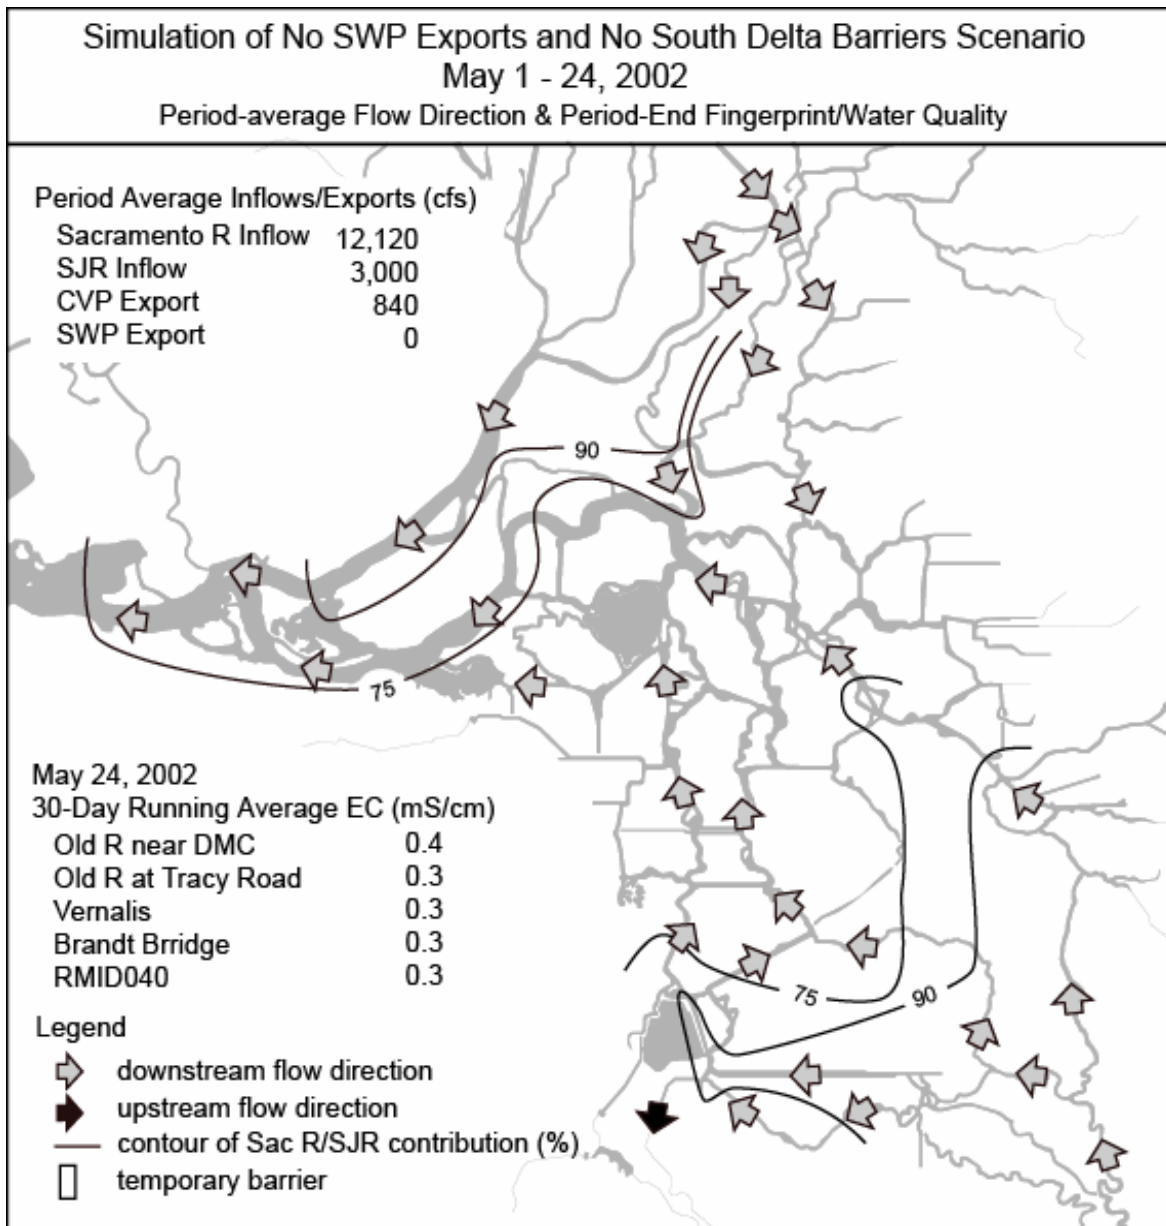 Simulation of No SWP Exports and No South Delta Barriers Scenario
May 1 - 24, 2002
Period-average Flow Direction & Period-End Fingerprint/Water Quality
Period Average Inflows/Exports (cfs)
Sacramento R Inflow 12,120
SJR Inflow 3,000
CVP Export 840
SWP Export 0
90
75
May 24, 2002
30-Day Running Average EC (mS/cm)
Old R near DMC 0.4
Old R at Tracy Road 0.3
Vernalis 0.3
Brandt Brridge 0.3
RMID040 0.3
75
90
Legend
downstream flow direction
upstream flow direction
contour of Sac R/SJR contribution (%)
temporary barrier